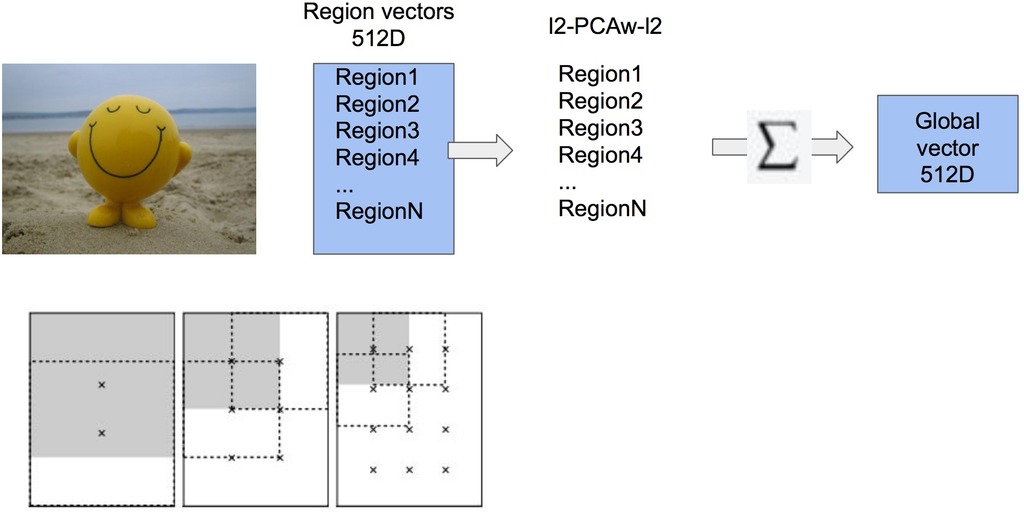 Region vectors
512D
Region1
Region2
Region3
Region4
...
RegionN
l2-PCAw-l2
Region1
Region2
Region3
Region4
...
RegionN
Σ
Global
vector
512D